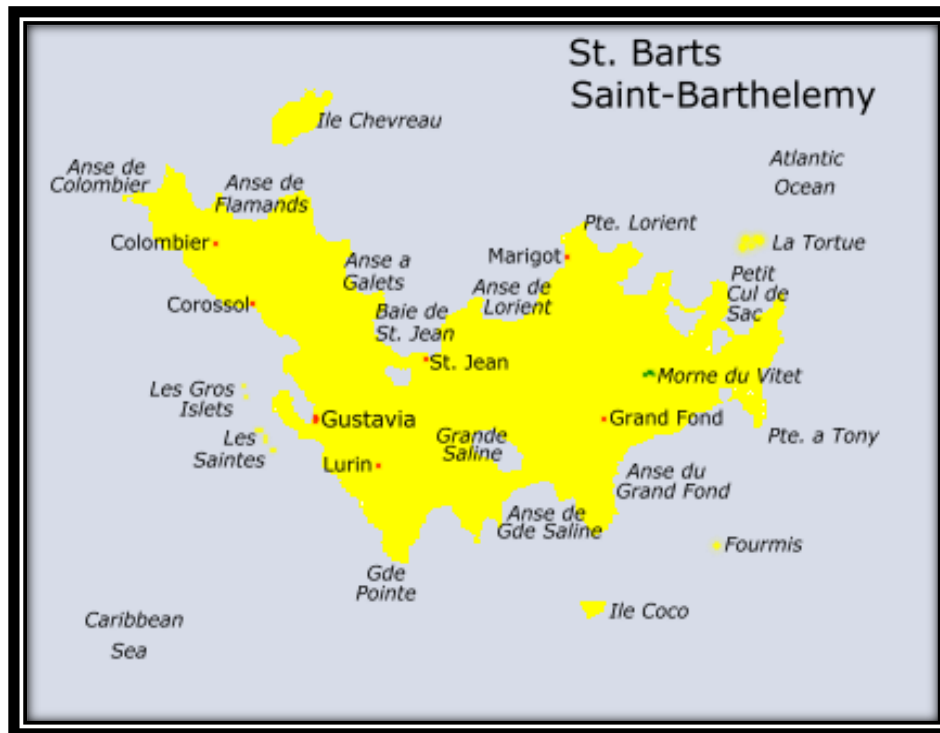 St. Barts
Saint-Barthelemy
Ile Chevreau
Atlantic
Ocean
Anse de
Colombier
Anse de
Flamands
Pte. Lorient
La Tortue
Colombier
Marigot
Anse a
Galets
Anse de
Lorient
Petit
Cul de
Sac
Corossol
Baie de
St. Jean
St. Jean
Morne du Vitet
Les Gros
Islets
Gustavia
Grand Fond
Les
Saintes
Grande
Saline
Pte. a Tony
Lurin
Anse du
Grand Fond
Anse de
Gde Saline
Fourmis
Gde
Pointe
Ile Coco
Caribbean
Sea